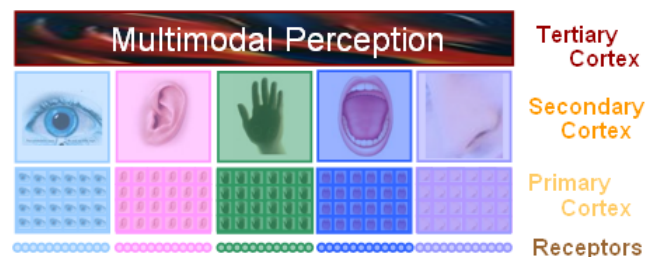 Multimodal Perception
Tertiary
Cortex
Secondary
Cortex
Primary
Cortex
Receptors